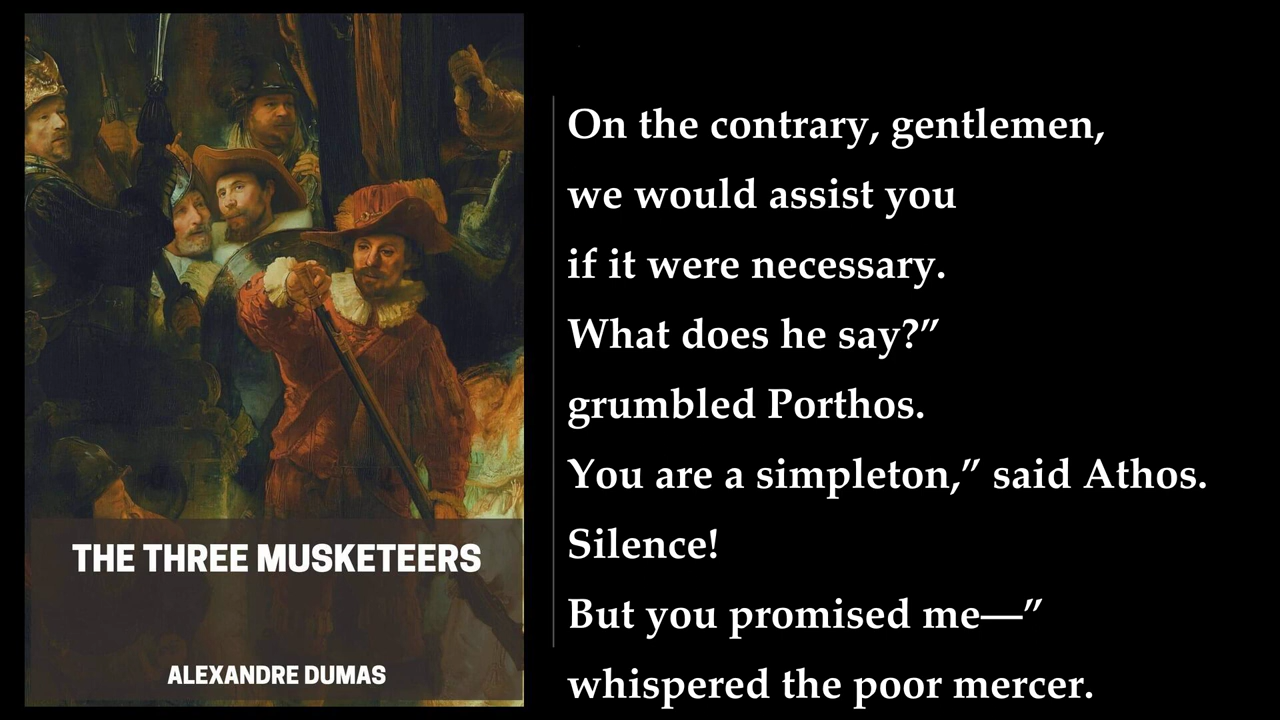 THE THREE MUSKETEERS
ALEXANDRE DUMAS
On the contrary, gentlemen,
we would assist you
if it were necessary.
What does he say?”
grumbled Porthos.
You are a simpleton,” said Athos.
Silence!
But you promised me—”
whispered the poor mercer.